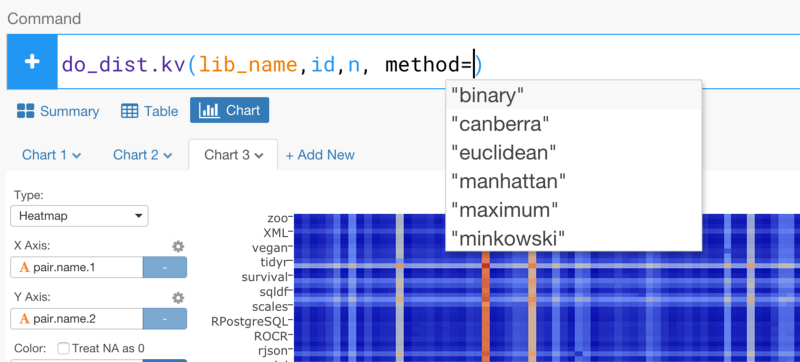 Command
+ do_dist.kv(lib_name,id,n, method=)
"binary"
"canberra"
"euclidean"
"manhattan"
"maximum"
"minkowski"
Summary Table Chart
Chart 1 Chart 2 Chart 3 + Add New
Type:
Heatmap
X Axis:
A pair.name.1 -
Y Axis:
A pair.name.2 -
Color: Treat NA as 0
zoo
XML
vegan
tidyr
survival
sqldf
scales
RPostgreSQL
ROCR
rjson